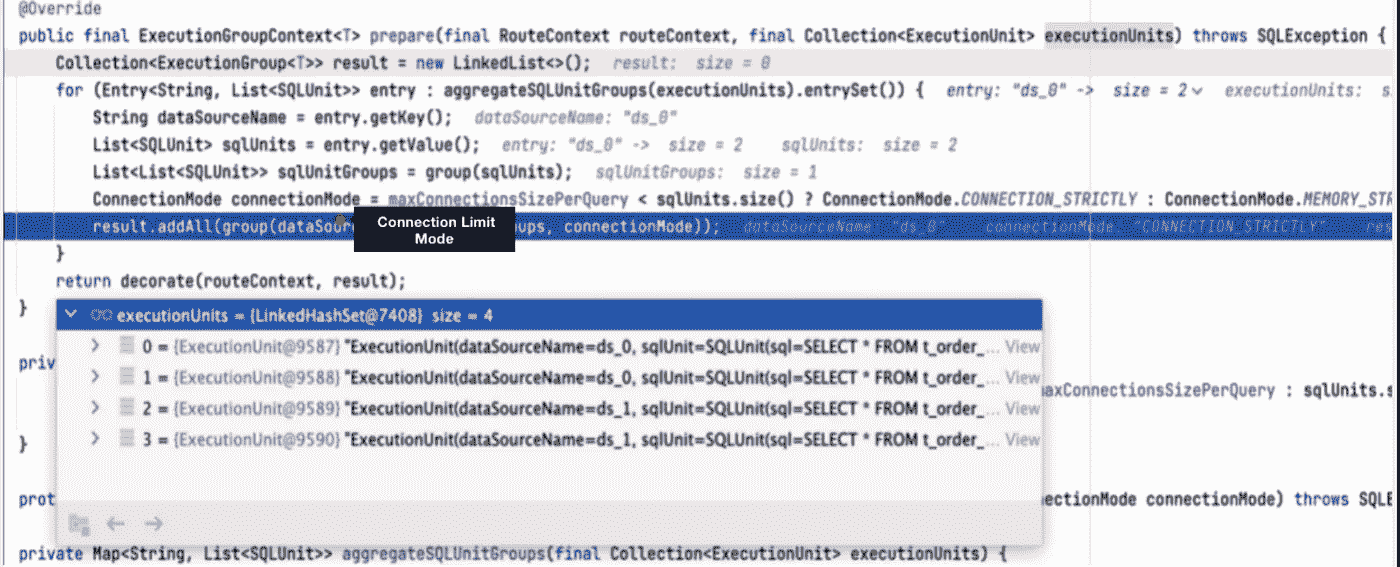 @Override
public final ExecutionGroupContext<T> prepare(final RouteContext routeContext, final Collection<ExecutionUnit> executionUnits) throws SQLException {
Collection<ExecutionGroup<T>> result = new LinkedList<>(); result: size = 0
for (Entry<String, List<SQLUnit>> entry : aggregateSQLUnitGroups(executionUnits).entrySet()) { entry: "ds_0" -> size = 2 executionUnits: s
String dataSourceName = entry.getKey(); dataSourceName: "ds_0"
List<SQLUnit> sqlUnits = entry.getValue(); entry: "ds_0" -> size = 2 sqlUnits: size = 2
List<List<SQLUnit>> sqlUnitGroups = group(sqlUnits); sqlUnitGroups: size = 1
ConnectionMode connectionMode = maxConnectionsSizePerQuery < sqlUnits.size() ? ConnectionMode.CONNECTION_STRICTLY : ConnectionMode.MEMORY_STR
result.addAll(group(dataSour ups, connectionMode)); dataSourceName: "ds_0" connectionMode: "CONNECTION_STRICTLY" res
Connection Limit
Mode
}
return decorate(routeContext, result);
}
executionUnits = {LinkedHashSet@7408} size = 4
0 = {ExecutionUnit@9587} "ExecutionUnit(dataSourceName=ds_0, sqlUnit=SQLUnit(sql=SELECT * FROM t_order_... View
priv
1 = {ExecutionUnit@9588} "ExecutionUnit(dataSourceName=ds_0, sqlUnit=SQLUnit(sql=SELECT * FROM t_order_... View
maxConnectionsSizePerQuery : sqlUnits.s
2 = {ExecutionUnit@9589} "ExecutionUnit(dataSourceName=ds_1, sqlUnit=SQLUnit(sql=SELECT * FROM t_order_... View
3 = {ExecutionUnit@9590} "ExecutionUnit(dataSourceName=ds_1, sqlUnit=SQLUnit(sql=SELECT * FROM t_order_... View
}
prot ectionMode connectionMode) throws SQLE
private Map<String, List<SQLUnit>> aggregateSQLUnitGroups(final Collection<ExecutionUnit> executionUnits) {